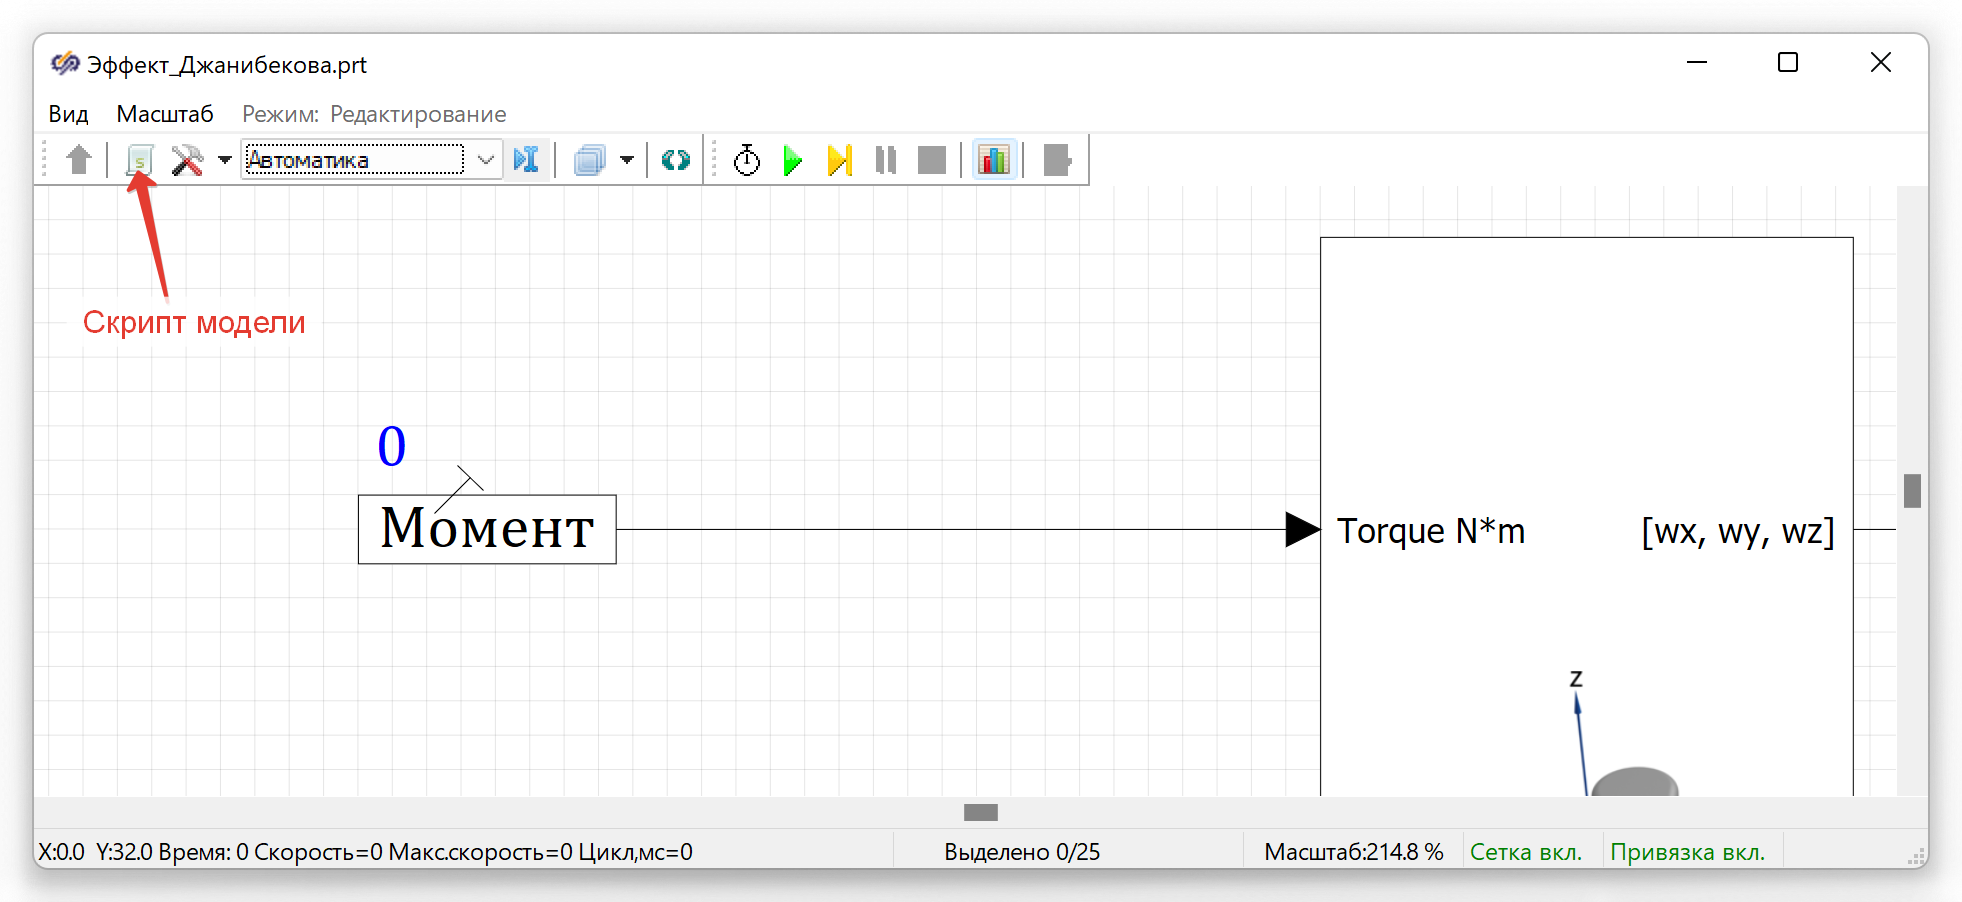 Эффект_Джанибекова.prt
Вид Масштаб Режим: Редактирование
S
Автоматика
Скрипт модели
0
Момент
Torque N*m [wx, wy, wz]
z
X:0.0 Y:32.0 Время: 0 Скорость=0 Макс.скорость=0 Цикл,мс=0 Выделено 0/25 Масштаб:214.8 % Сетка вкл. Привязка вкл.